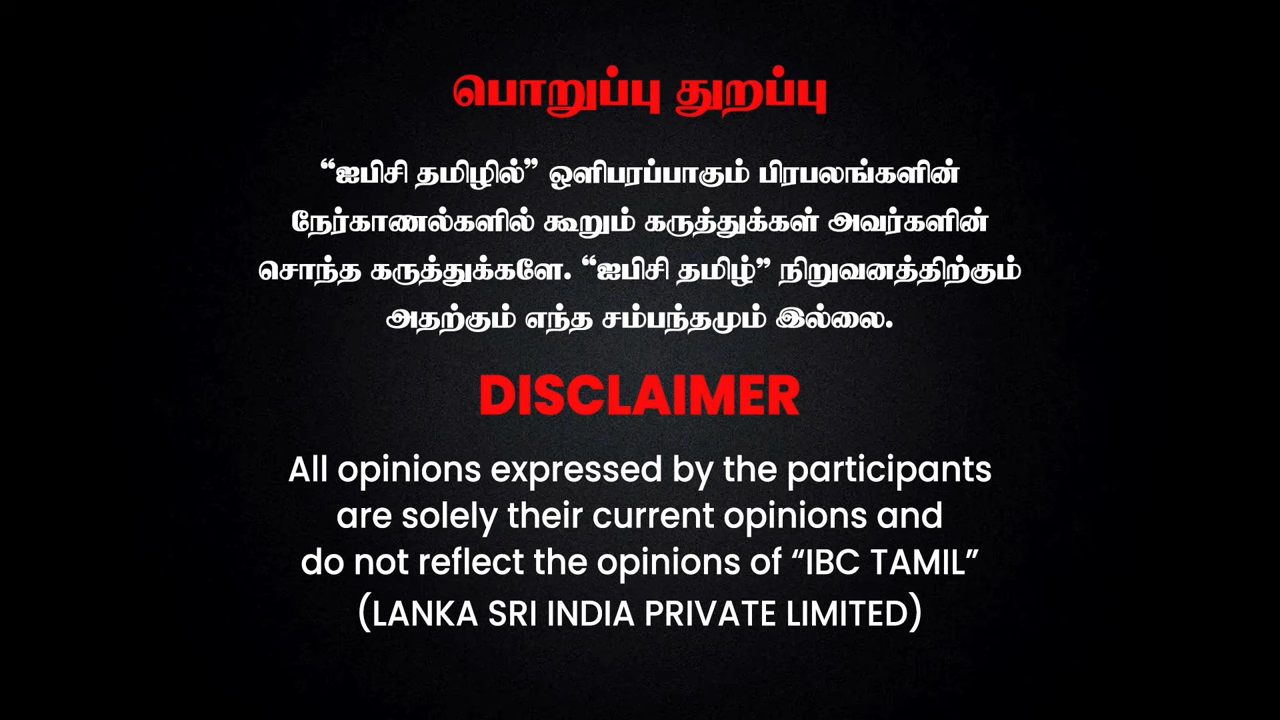 பொறுப்பு துறப்பு
“ஐபிசி தமிழில்” ஒளிபரப்பாகும் பிரபலங்களின்
நேர்காணல்களில் கூறும் கருத்துக்கள் அவர்களின்
சொந்த கருத்துக்களே. “ஐபிசி தமிழ்” நிறுவனத்திற்கும்
அதற்கும் எந்த சம்பந்தமும் இல்லை.
DISCLAIMER
All opinions expressed by the participants
are solely their current opinions and
do not reflect the opinions of “IBC TAMIL”
(LANKA SRI INDIA PRIVATE LIMITED)